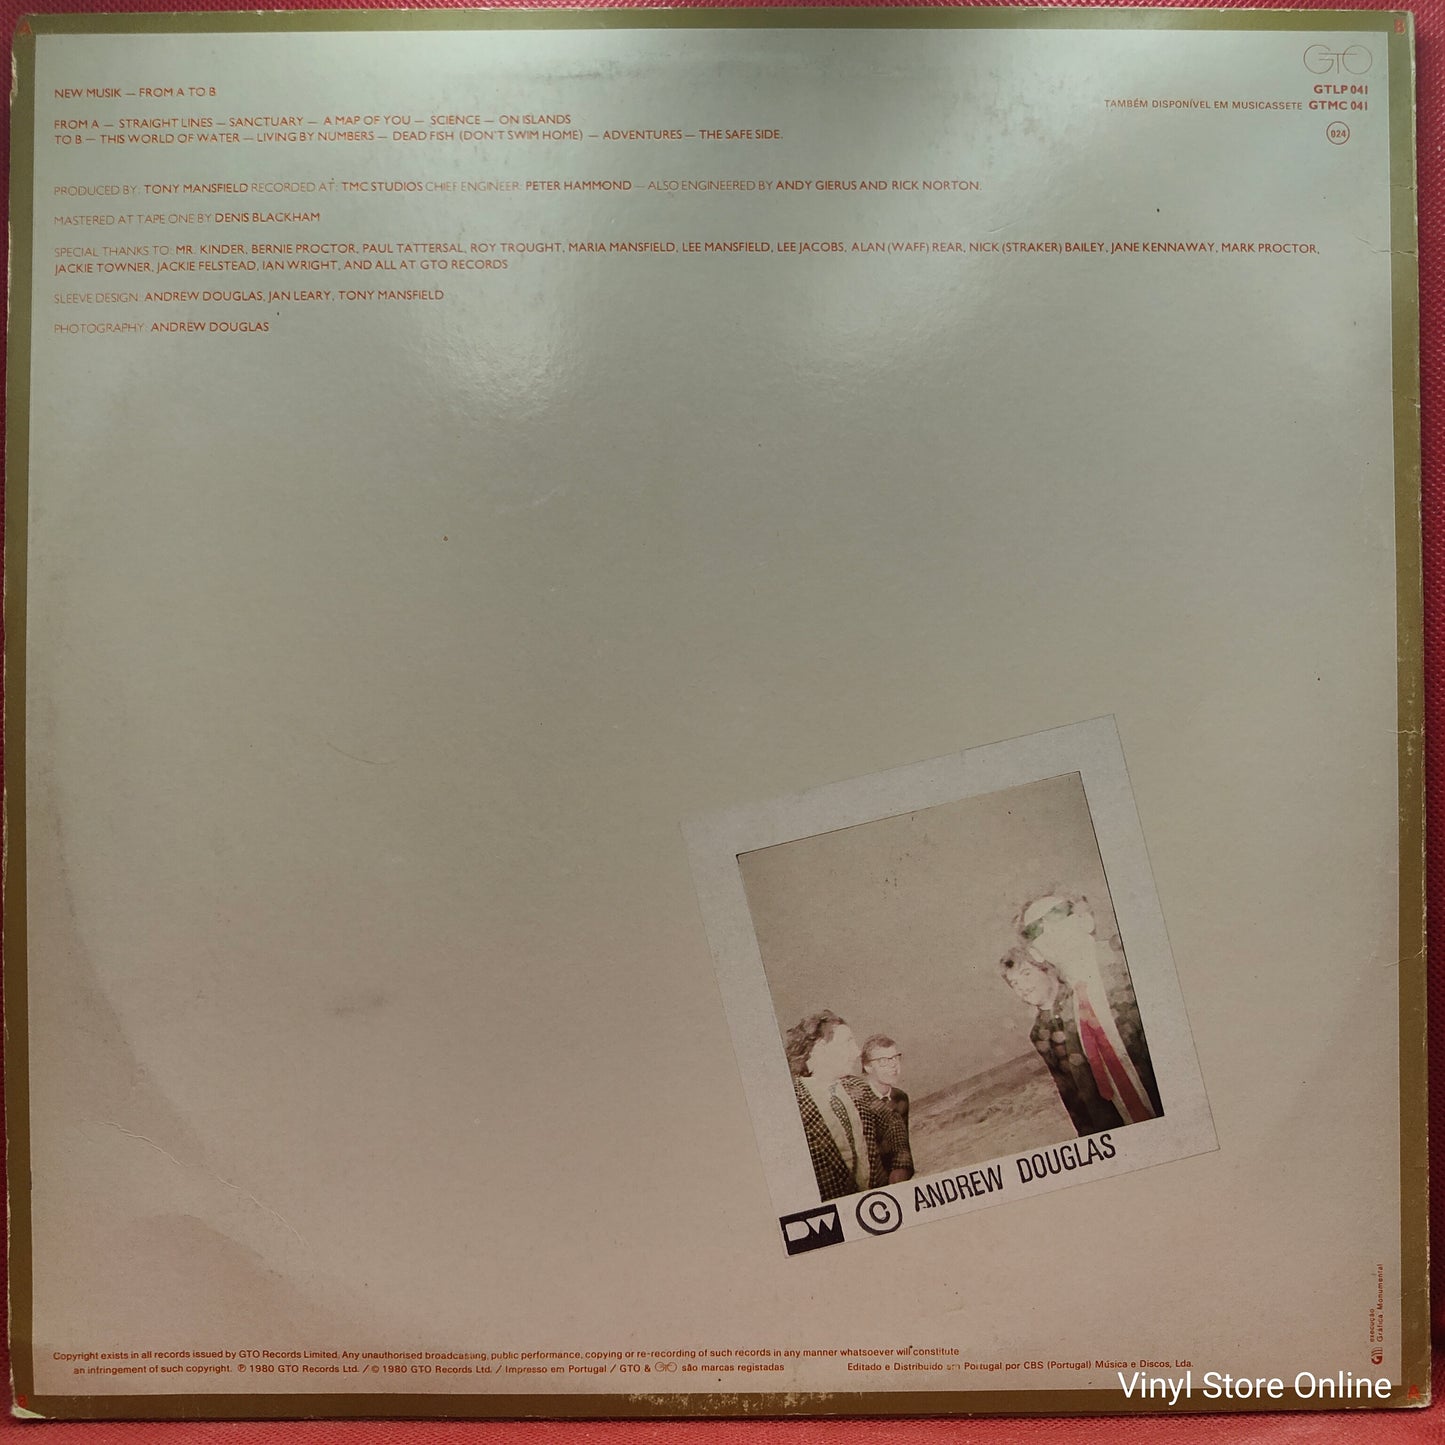 A
B
GTO
NEW MUSIK — FROM A TO B
GTLP 041
TAMBÉM DISPONÍVEL EM MUSICASSETE GTMC 041
024
FROM A — STRAIGHT LINES — SANCTUARY — A MAP OF YOU — SCIENCE — ON ISLANDS
TO B — THIS WORLD OF WATER — LIVING BY NUMBERS — DEAD FISH (DON'T SWIM HOME) — ADVENTURES — THE SAFE SIDE.
PRODUCED BY: TONY MANSFIELD RECORDED AT: TMC STUDIOS CHIEF ENGINEER: PETER HAMMOND — ALSO ENGINEERED BY ANDY GIERUS AND RICK NORTON.
MASTERED AT TAPE ONE BY DENIS BLACKHAM
SPECIAL THANKS TO: MR. KINDER, BERNIE PROCTOR, PAUL TATTERSAL, ROY TROUGHT, MARIA MANSFIELD, LEE MANSFIELD, LEE JACOBS, ALAN (WAFF) REAR, NICK (STRAKER) BAILEY, JANE KENNAWAY, MARK PROCTOR,
JACKIE TOWNER, JACKIE FELSTEAD, IAN WRIGHT, AND ALL AT GTO RECORDS
SLEEVE DESIGN: ANDREW DOUGLAS, JAN LEARY, TONY MANSFIELD
PHOTOGRAPHY: ANDREW DOUGLAS
DW © ANDREW DOUGLAS
execução
Gráfica Monumental
Copyright exists in all records issued by GTO Records Limited. Any unauthorised broadcasting, public performance, copying or re-recording of such records in any manner whatsoever will constitute
an infringement of such copyright. ℗ 1980 GTO Records Ltd. / © 1980 GTO Records Ltd. / Impresso em Portugal / GTO & GTO são marcas registadas
Editado e Distribuído em Portugal por CBS (Portugal) Música e Discos, Lda.
Vinyl Store Online